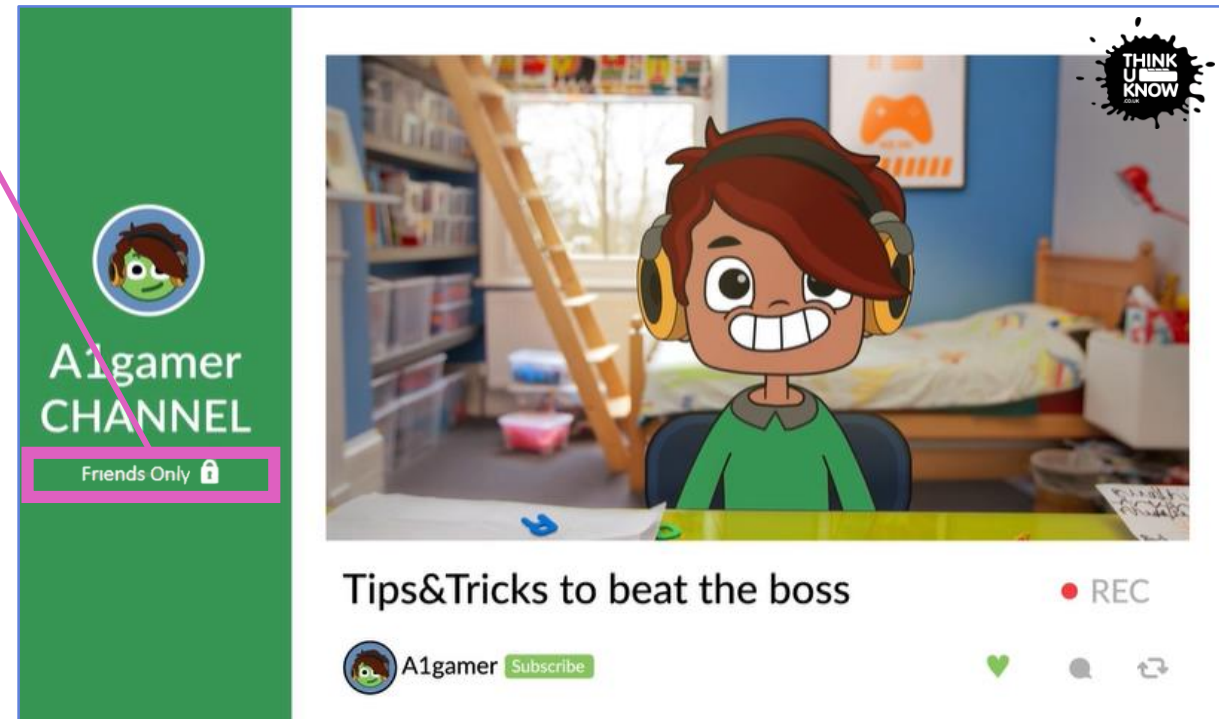 THINK
U
KNOW
.CO.UK
A1gamer
CHANNEL
Friends Only
Tips&Tricks to beat the boss
REC
A1gamer
Subscribe